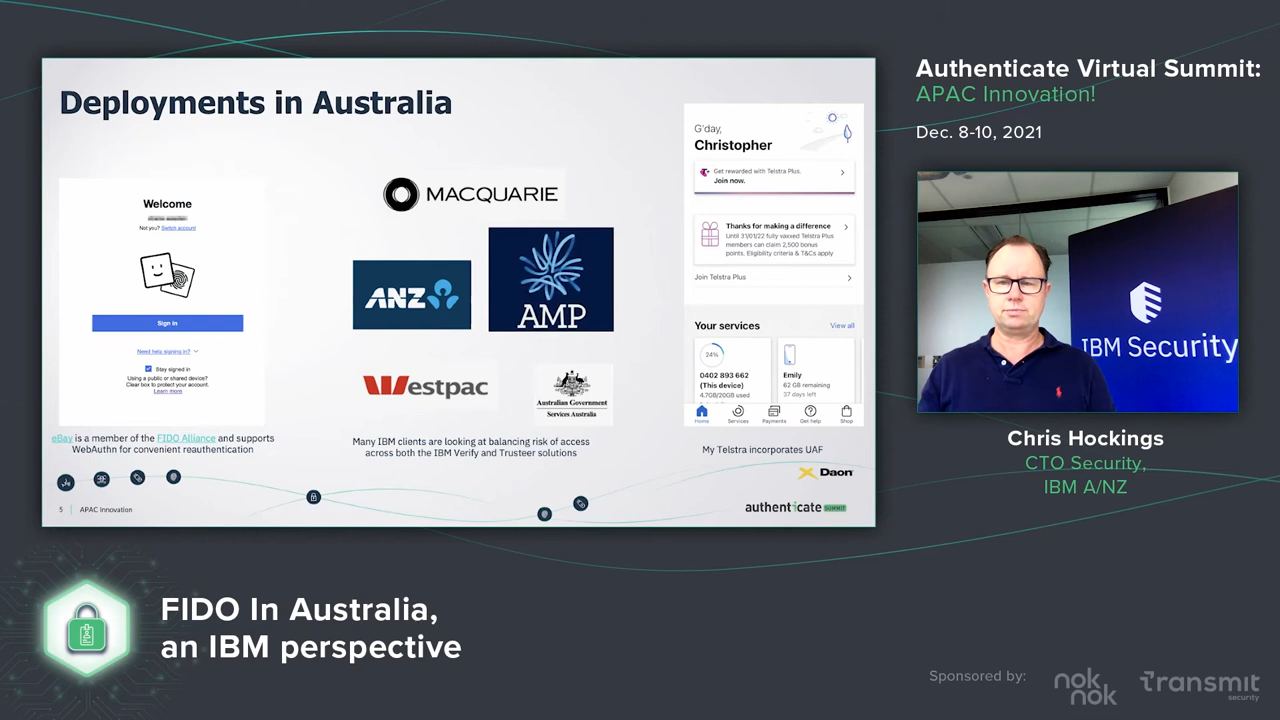 Deployments in Australia
Welcome
Not you? Switch account
Sign in
Need help signing in?
Stay signed in
Using a public or shared device?
Clear box to protect your account.
Learn more
eBay is a member of the FIDO Alliance and supports
WebAuthn for convenient reauthentication
MACQUARIE
ANZ
AMP
Westpac
Australian Government
Services Australia
Many IBM clients are looking at balancing risk of access
across both the IBM Verify and Trusteer solutions
G'day,
Christopher
Get rewarded with Telstra Plus.
Join now.
Thanks for making a difference
Until 31/01/22 fully vaxxed Telstra Plus
members can claim 2,500 bonus
points. Eligibility criteria & T&Cs apply
Join Telstra Plus
Your services
View all
24%
0402 893 662
(This device)
4.7GB/20GB used
Emily
62 GB remaining
37 days left
Home
Services
Payments
Get help
Shop
My Telstra incorporates UAF
Daon
5
APAC Innovation
authenticate SUMMIT
Authenticate Virtual Summit:
APAC Innovation!
Dec. 8-10, 2021
IBM Security
Chris Hockings
CTO Security,
IBM A/NZ
FIDO In Australia,
an IBM perspective
Sponsored by:
nok
nok
Transmit
security